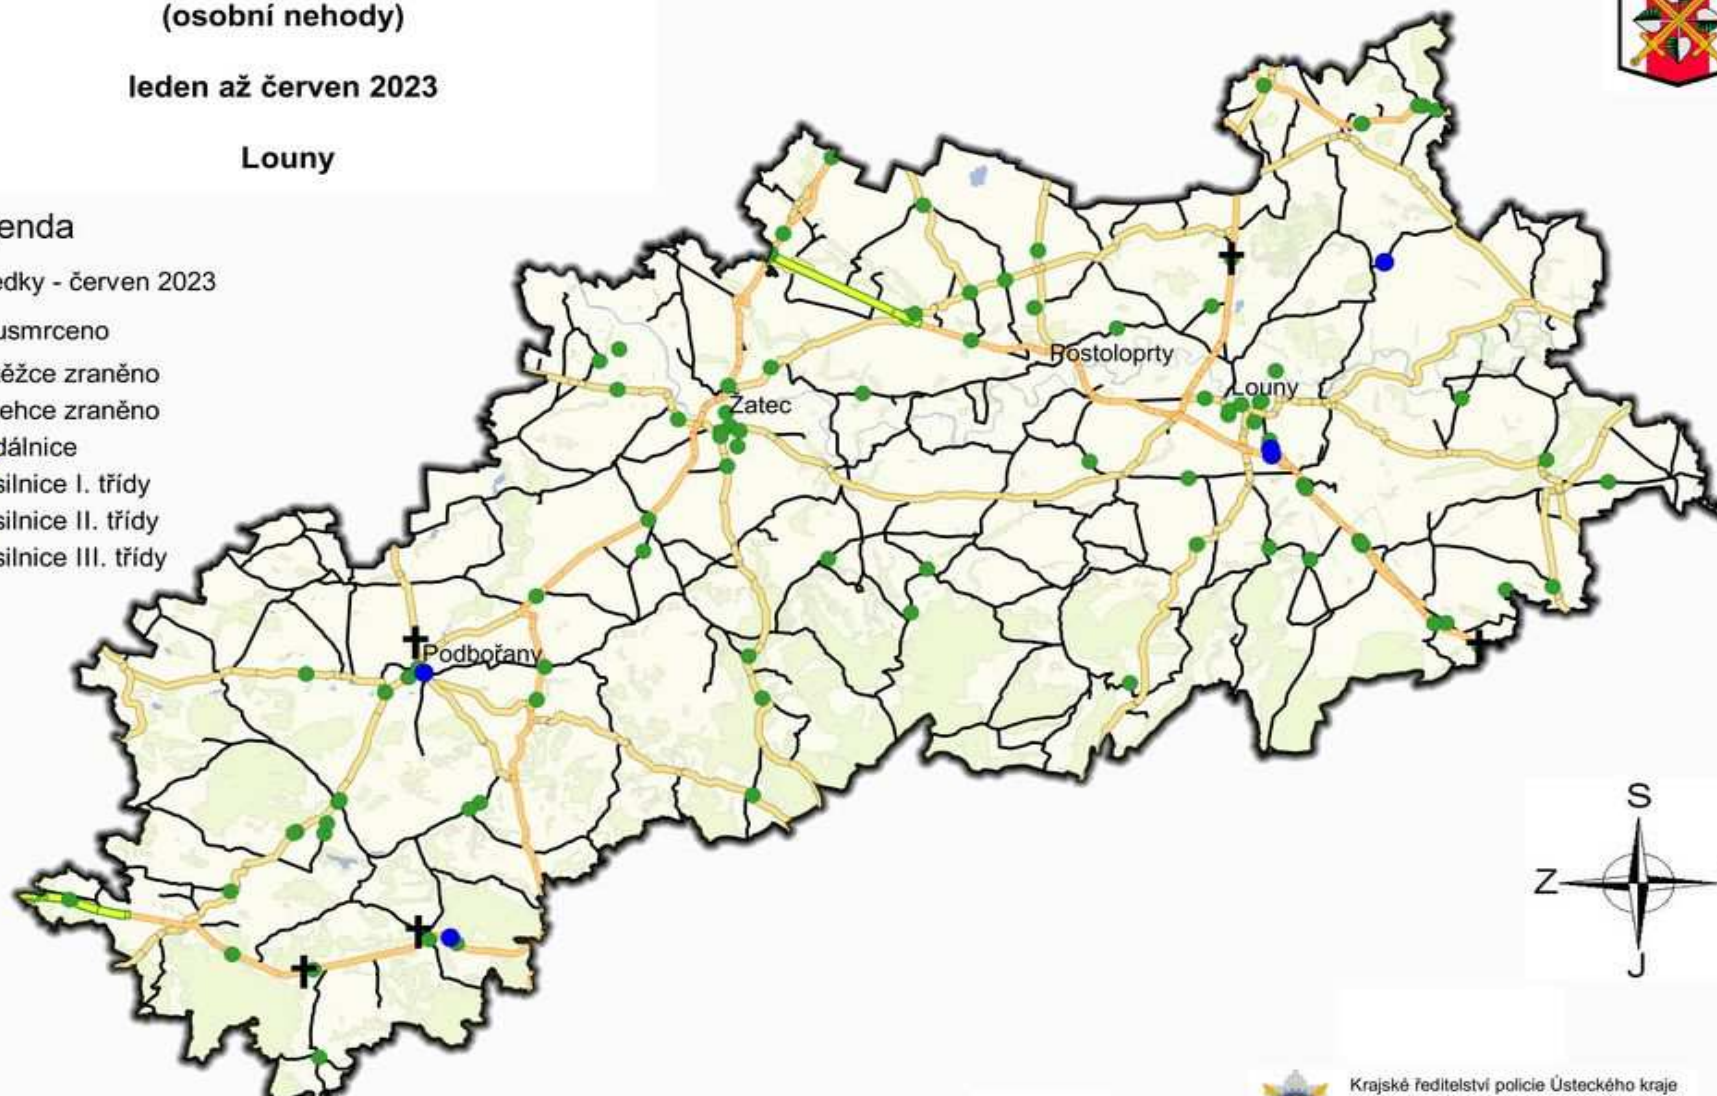 (osobní nehody)
leden až červen 2023
Louny
enda
edky - červen 2023
usmrceno
ěžce zraněno
ehce zraněno
dálnice
silnice I. třídy
silnice II. třídy
silnice III. třídy
Postoloprty
Louny
Žatec
Podbořany
S
Z
J
Krajské ředitelství policie Ústeckého kraje